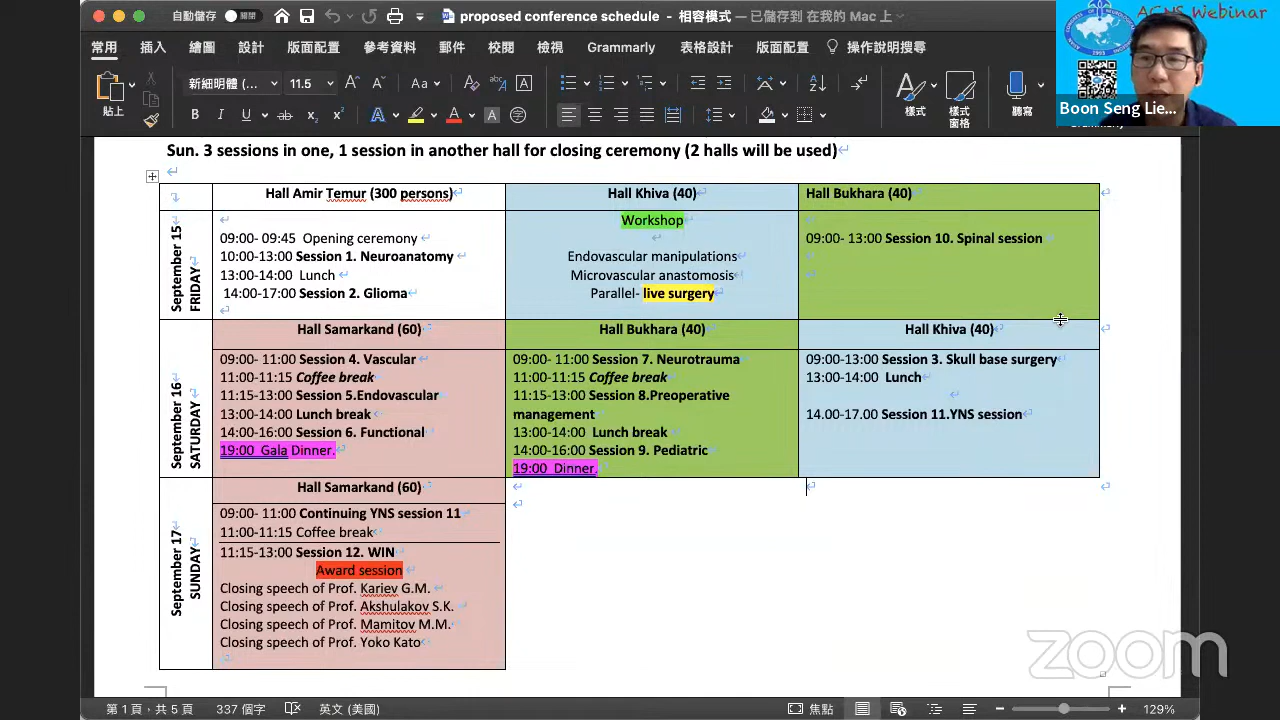 自動儲存 關閉
proposed conference schedule - 相容模式 — 已儲存到 在我的 Mac 上
ACNS Webinar
常用 插入 繪圖 設計 版面配置 參考資料 郵件 校閱 檢視 Grammarly 表格設計 版面配置 操作說明搜尋
貼上 新細明體 (... 11.5 樣式 樣式窗格 聽寫
Boon Seng Lie...
Sun. 3 sessions in one, 1 session in another hall for closing ceremony (2 halls will be used)
Hall Amir Temur (300 persons) Hall Khiva (40) Hall Bukhara (40)
September 15
FRIDAY
09:00- 09:45 Opening ceremony
10:00-13:00 Session 1. Neuroanatomy
13:00-14:00 Lunch
14:00-17:00 Session 2. Glioma
Workshop
Endovascular manipulations
Microvascular anastomosis
Parallel- live surgery
09:00- 13:00 Session 10. Spinal session
Hall Samarkand (60) Hall Bukhara (40) Hall Khiva (40)
September 16
SATURDAY
09:00- 11:00 Session 4. Vascular
11:00-11:15 Coffee break
11:15-13:00 Session 5.Endovascular
13:00-14:00 Lunch break
14:00-16:00 Session 6. Functional
19:00 Gala Dinner.
09:00- 11:00 Session 7. Neurotrauma
11:00-11:15 Coffee break
11:15-13:00 Session 8.Preoperative
management
13:00-14:00 Lunch break
14:00-16:00 Session 9. Pediatric
19:00 Dinner.
09:00-13:00 Session 3. Skull base surgery
13:00-14:00 Lunch
14.00-17.00 Session 11.YNS session
Hall Samarkand (60)
September 17
SUNDAY
09:00- 11:00 Continuing YNS session 11
11:00-11:15 Coffee break
11:15-13:00 Session 12. WIN
Award session
Closing speech of Prof. Kariev G.M.
Closing speech of Prof. Akshulakov S.K.
Closing speech of Prof. Mamitov M.M.
Closing speech of Prof. Yoko Kato
zoom
第 1 頁，共 5 頁 337 個字 英文 (美國) 焦點 129%